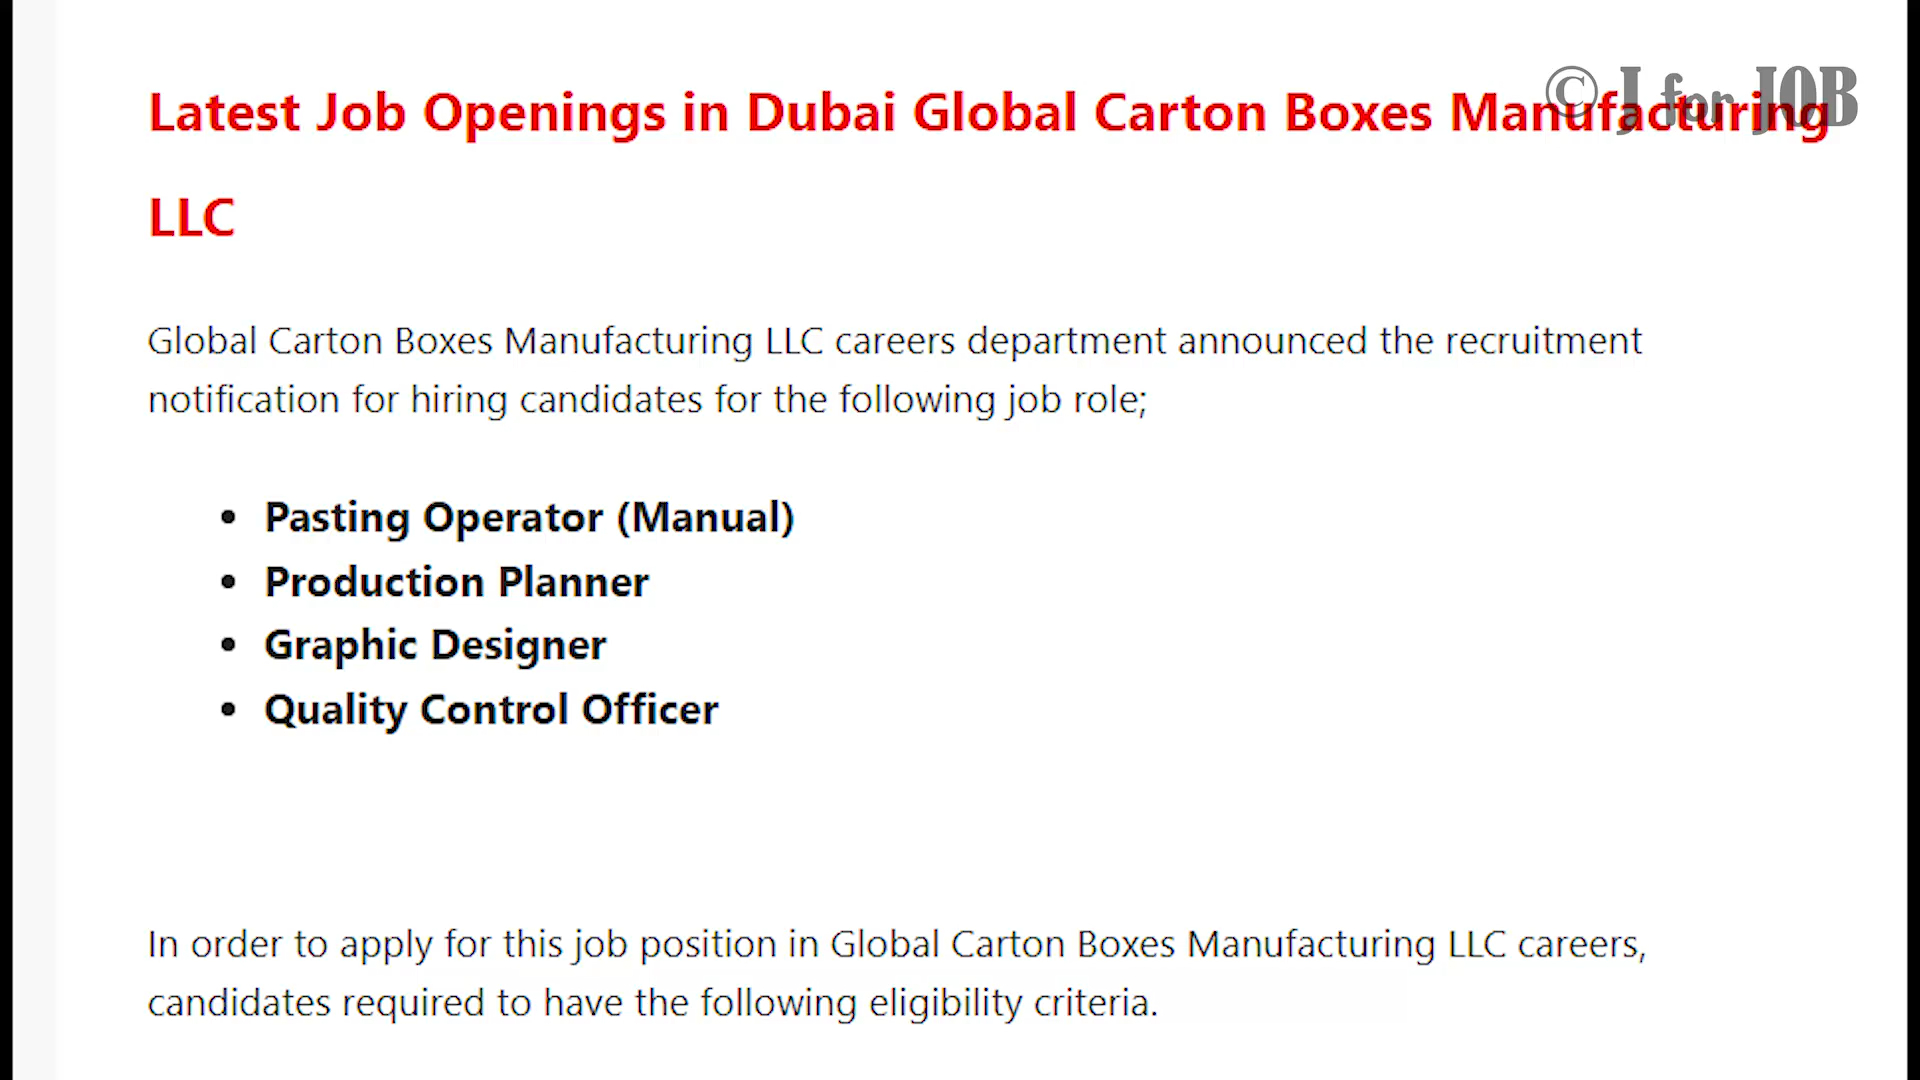 © J for JOB
Latest Job Openings in Dubai Global Carton Boxes Manufacturing
LLC
Global Carton Boxes Manufacturing LLC careers department announced the recruitment
notification for hiring candidates for the following job role;
• Pasting Operator (Manual)
• Production Planner
• Graphic Designer
• Quality Control Officer
In order to apply for this job position in Global Carton Boxes Manufacturing LLC careers,
candidates required to have the following eligibility criteria.